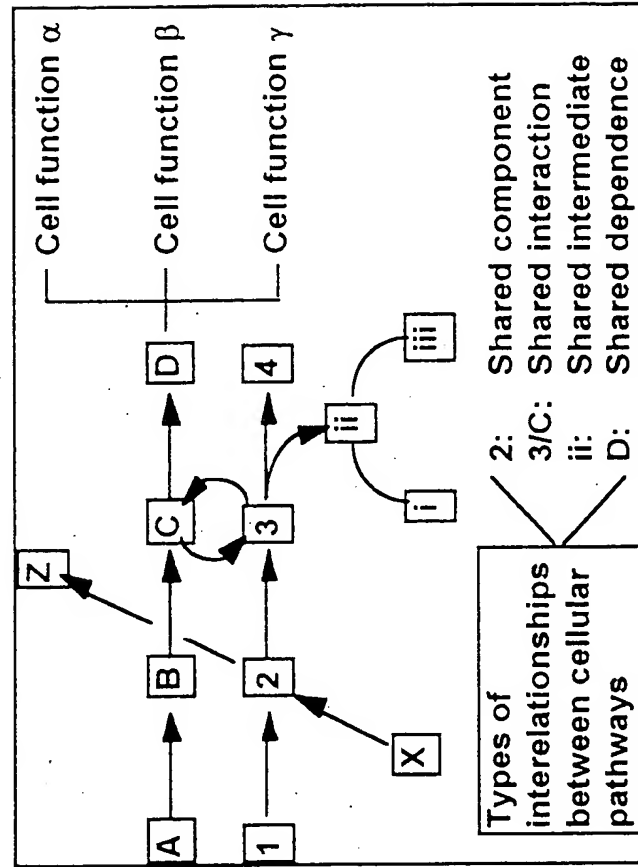 Z
Cell function α
A
B
C
D
Cell function β
1
2
3
4
Cell function γ
X
i
ii
iii
Types of
interelationships
between cellular
pathways
2: Shared component
3/C: Shared interaction
ii: Shared intermediate
D: Shared dependence